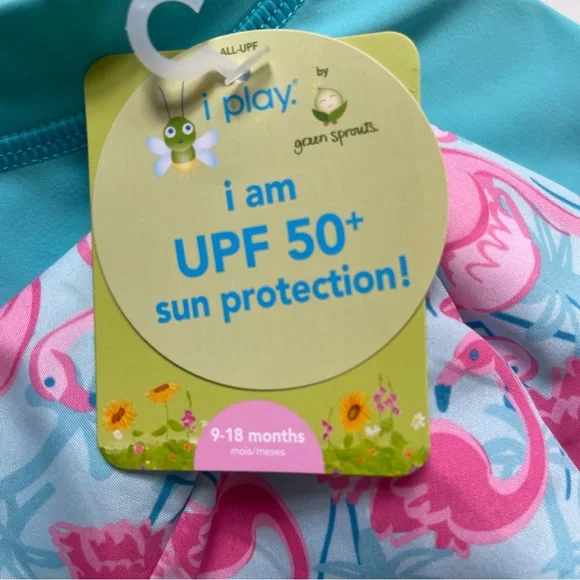 ALL-UPF
i play. by
green sprouts.
i am
UPF 50+
sun protection!
9-18 months
mois/meses